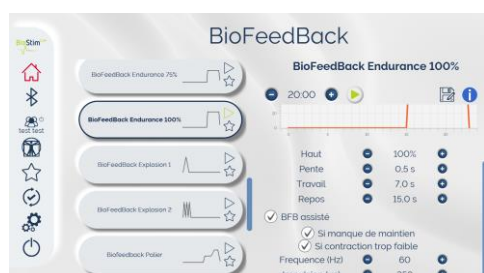 BioFeedBack
BioStim
test test
BioFeedBack Endurance 75%
BioFeedBack Endurance 100%
BioFeedBack Explosion 1
BioFeedBack Explosion 2
Biofeedback Palier
BioFeedBack Endurance 100%
20:00
Haut 100%
Pente 0,5 s
Travail 7,0 s
Repos 15,0 s
BFB assisté
Si manque de maintien
Si contraction trop faible
Frequence (Hz) 60